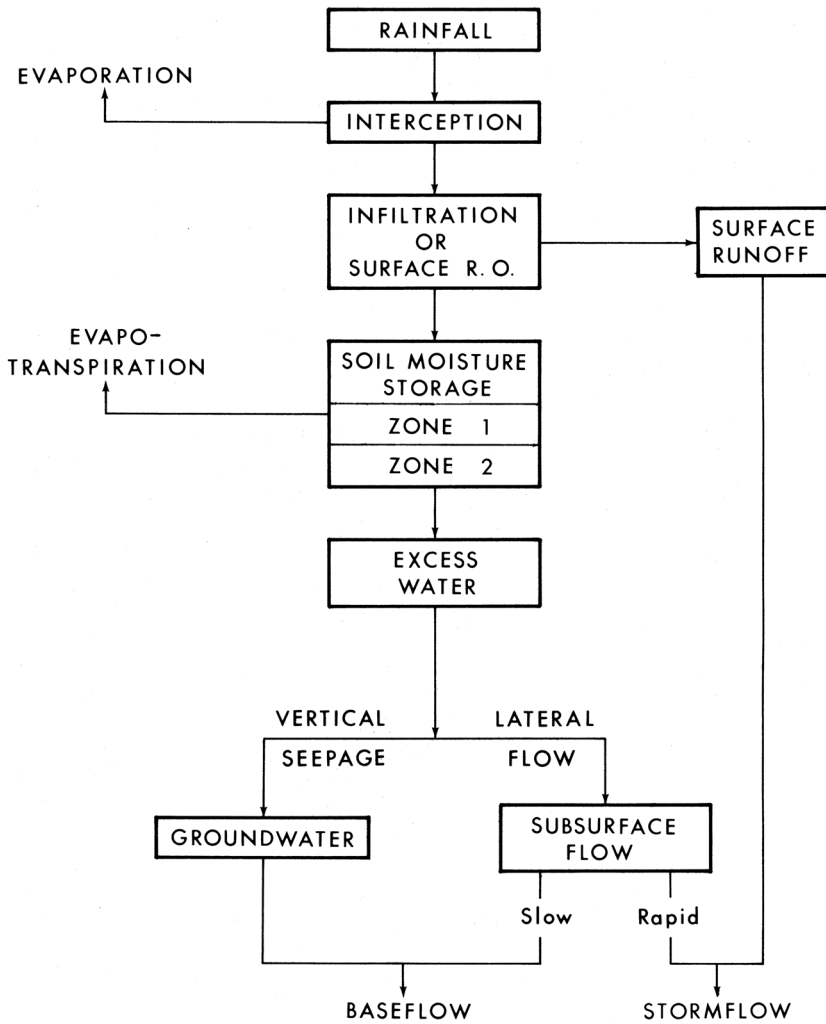 RAINFALL
EVAPORATION
INTERCEPTION
INFILTRATION
OR
SURFACE R. O.
SURFACE
RUNOFF
EVAPO-
TRANSPIRATION
SOIL MOISTURE
STORAGE
ZONE 1
ZONE 2
EXCESS
WATER
VERTICAL
SEEPAGE
LATERAL
FLOW
GROUNDWATER
SUBSURFACE
FLOW
Slow
Rapid
BASEFLOW
STORMFLOW